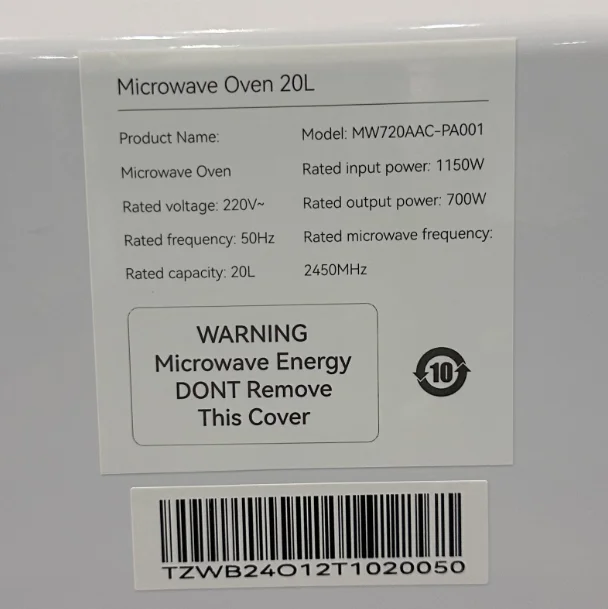 Microwave Oven 20L
Product Name:
Microwave Oven
Rated voltage: 220V~
Rated frequency: 50Hz
Rated capacity: 20L
Model: MW720AAC-PA001
Rated input power: 1150W
Rated output power: 700W
Rated microwave frequency:
2450MHz
WARNING
Microwave Energy
DONT Remove
This Cover
10
TZWB24O12T1020050